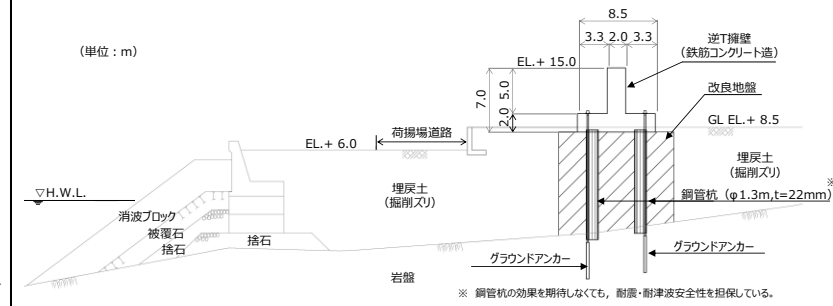 (単位：m)
8.5
3.3 2.0 3.3
逆T擁壁
(鉄筋コンクリート造)
EL.+ 15.0
改良地盤
7.0
5.0
2.0
GL EL.+ 8.5
荷揚場道路
EL.+ 6.0
埋戻土
(掘削ズリ)
埋戻土
(掘削ズリ)
※
鋼管杭（φ1.3m,t=22mm）
▽H.W.L.
消波ブロック
被覆石
捨石
捨石
グラウンドアンカー
グラウンドアンカー
岩盤
※ 鋼管杭の効果を期待しなくても，耐震・耐津波安全性を担保している。